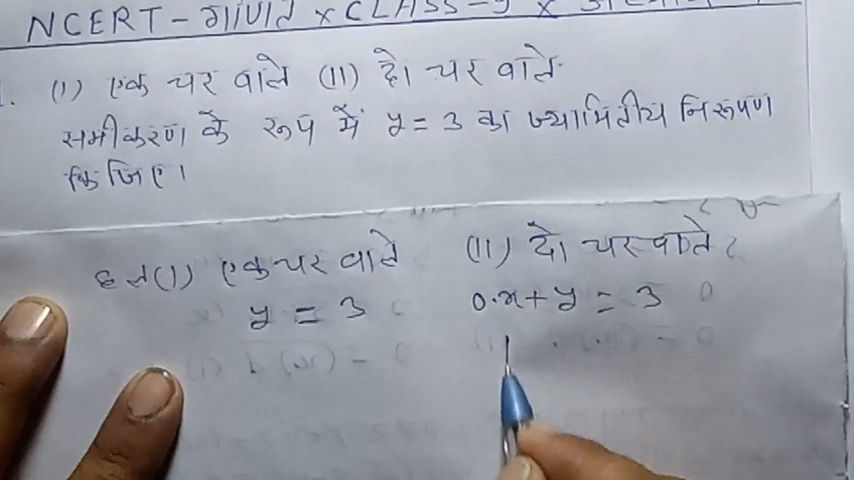 NCERT - गणित × CLASS-9 ×
1. (I) एक चर वाले (II) दो चर वाले
समीकरण के रूप में y = 3 का ज्यामितीय निरूपण
किजिए।
हल (I) एक चर वाले (II) दो चर वाले
y = 3 0.x + y = 3